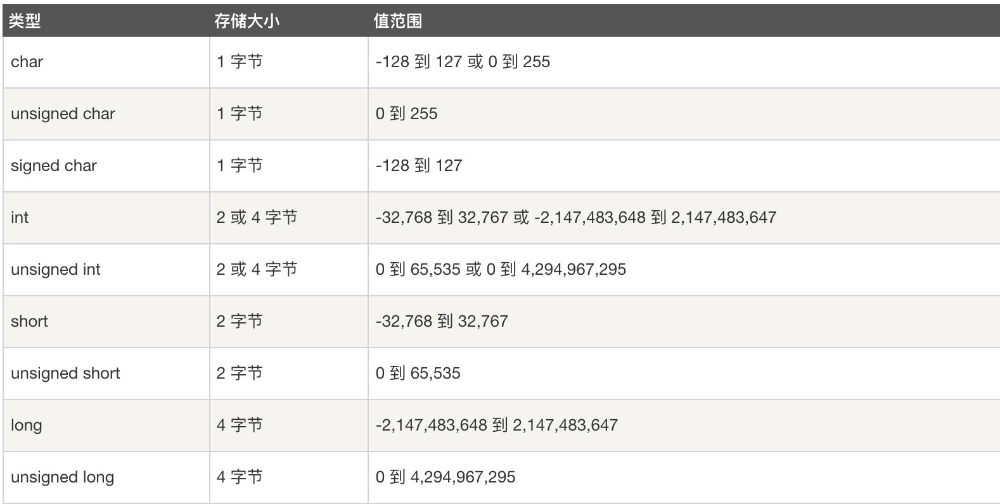 类型 存储大小 值范围
char 1 字节 -128 到 127 或 0 到 255
unsigned char 1 字节 0 到 255
signed char 1 字节 -128 到 127
int 2 或 4 字节 -32,768 到 32,767 或 -2,147,483,648 到 2,147,483,647
unsigned int 2 或 4 字节 0 到 65,535 或 0 到 4,294,967,295
short 2 字节 -32,768 到 32,767
unsigned short 2 字节 0 到 65,535
long 4 字节 -2,147,483,648 到 2,147,483,647
unsigned long 4 字节 0 到 4,294,967,295